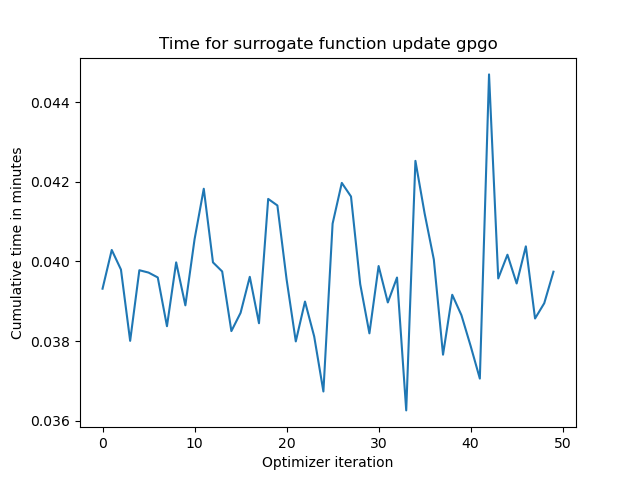 Time for surrogate function update gpgo
0.044
0.042
0.040
0.038
0.036
Cumulative time in minutes
0 10 20 30 40 50
Optimizer iteration